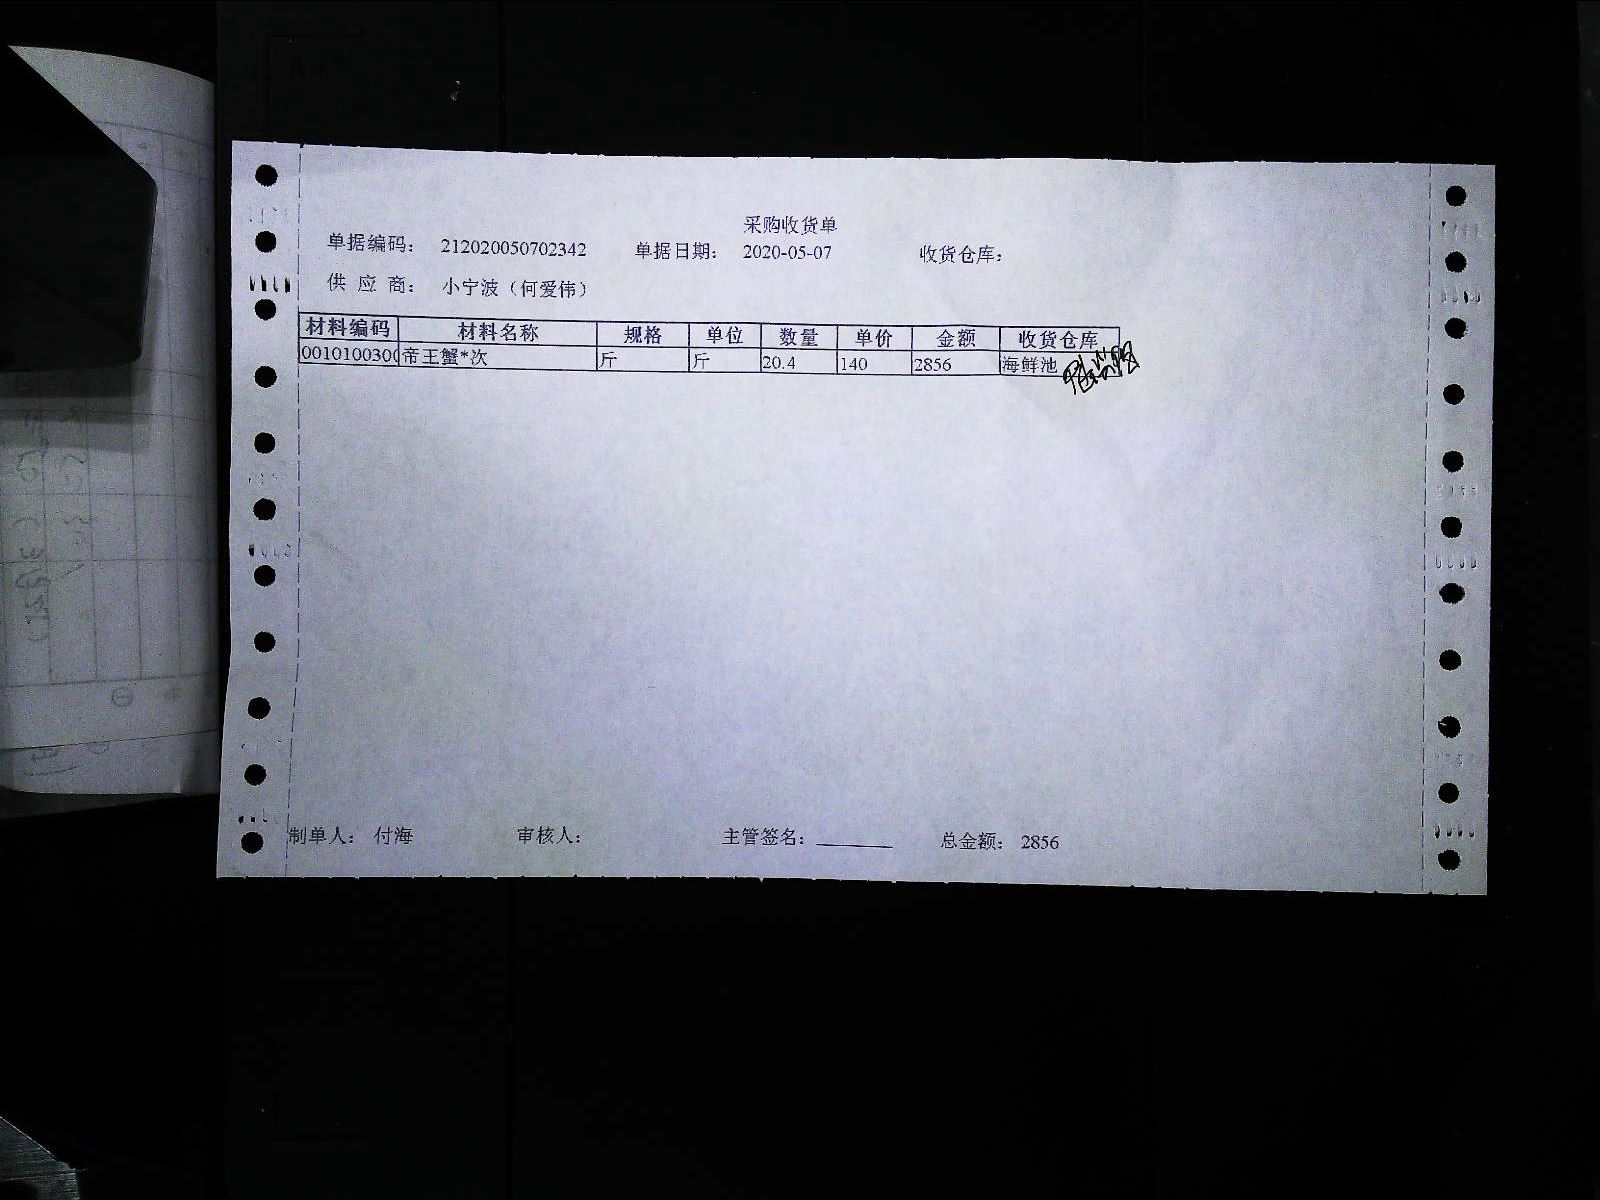 采购收货单
单据编码： 212020050702342 单据日期： 2020-05-07 收货仓库：
供 应 商： 小宁波（何爱伟）
材料编码 材料名称 规格 单位 数量 单价 金额 收货仓库
0010100300 帝王蟹*次 斤 斤 20.4 140 2856 海鲜池
制单人： 付海 审核人： 主管签名： 总金额： 2856